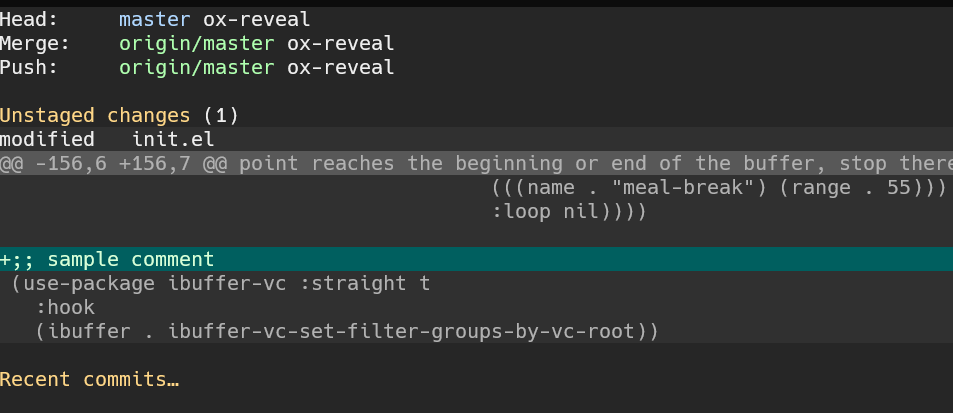 Head:     master ox-reveal
Merge:    origin/master ox-reveal
Push:     origin/master ox-reveal
Unstaged changes (1)
modified   init.el
@@ -156,6 +156,7 @@ point reaches the beginning or end of the buffer, stop there
(((name . "meal-break") (range . 55)))
:loop nil))))
+;; sample comment
(use-package ibuffer-vc :straight t
:hook
(ibuffer . ibuffer-vc-set-filter-groups-by-vc-root))
Recent commits…